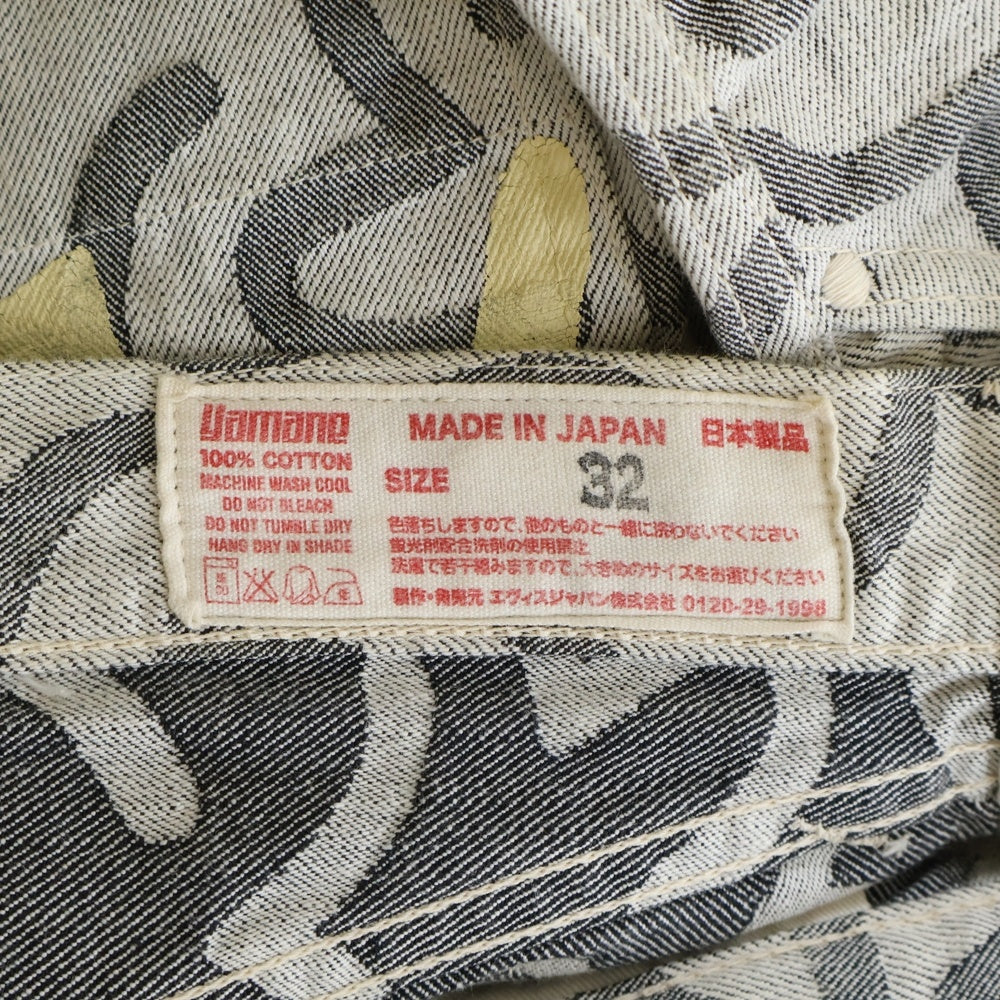 Yamane
100% COTTON
MACHINE WASH COOL
DO NOT BLEACH
DO NOT TUMBLE DRY
HANG DRY IN SHADE
MADE IN JAPAN 日本製品
SIZE 32
色落ちしますので、他のものと一緒に洗わないでください
蛍光剤配合洗剤の使用禁止
洗濯で若干縮みますので、大きめのサイズをお選びください
製作・発売元 エヴィスジャパン株式会社 0120-29-1998